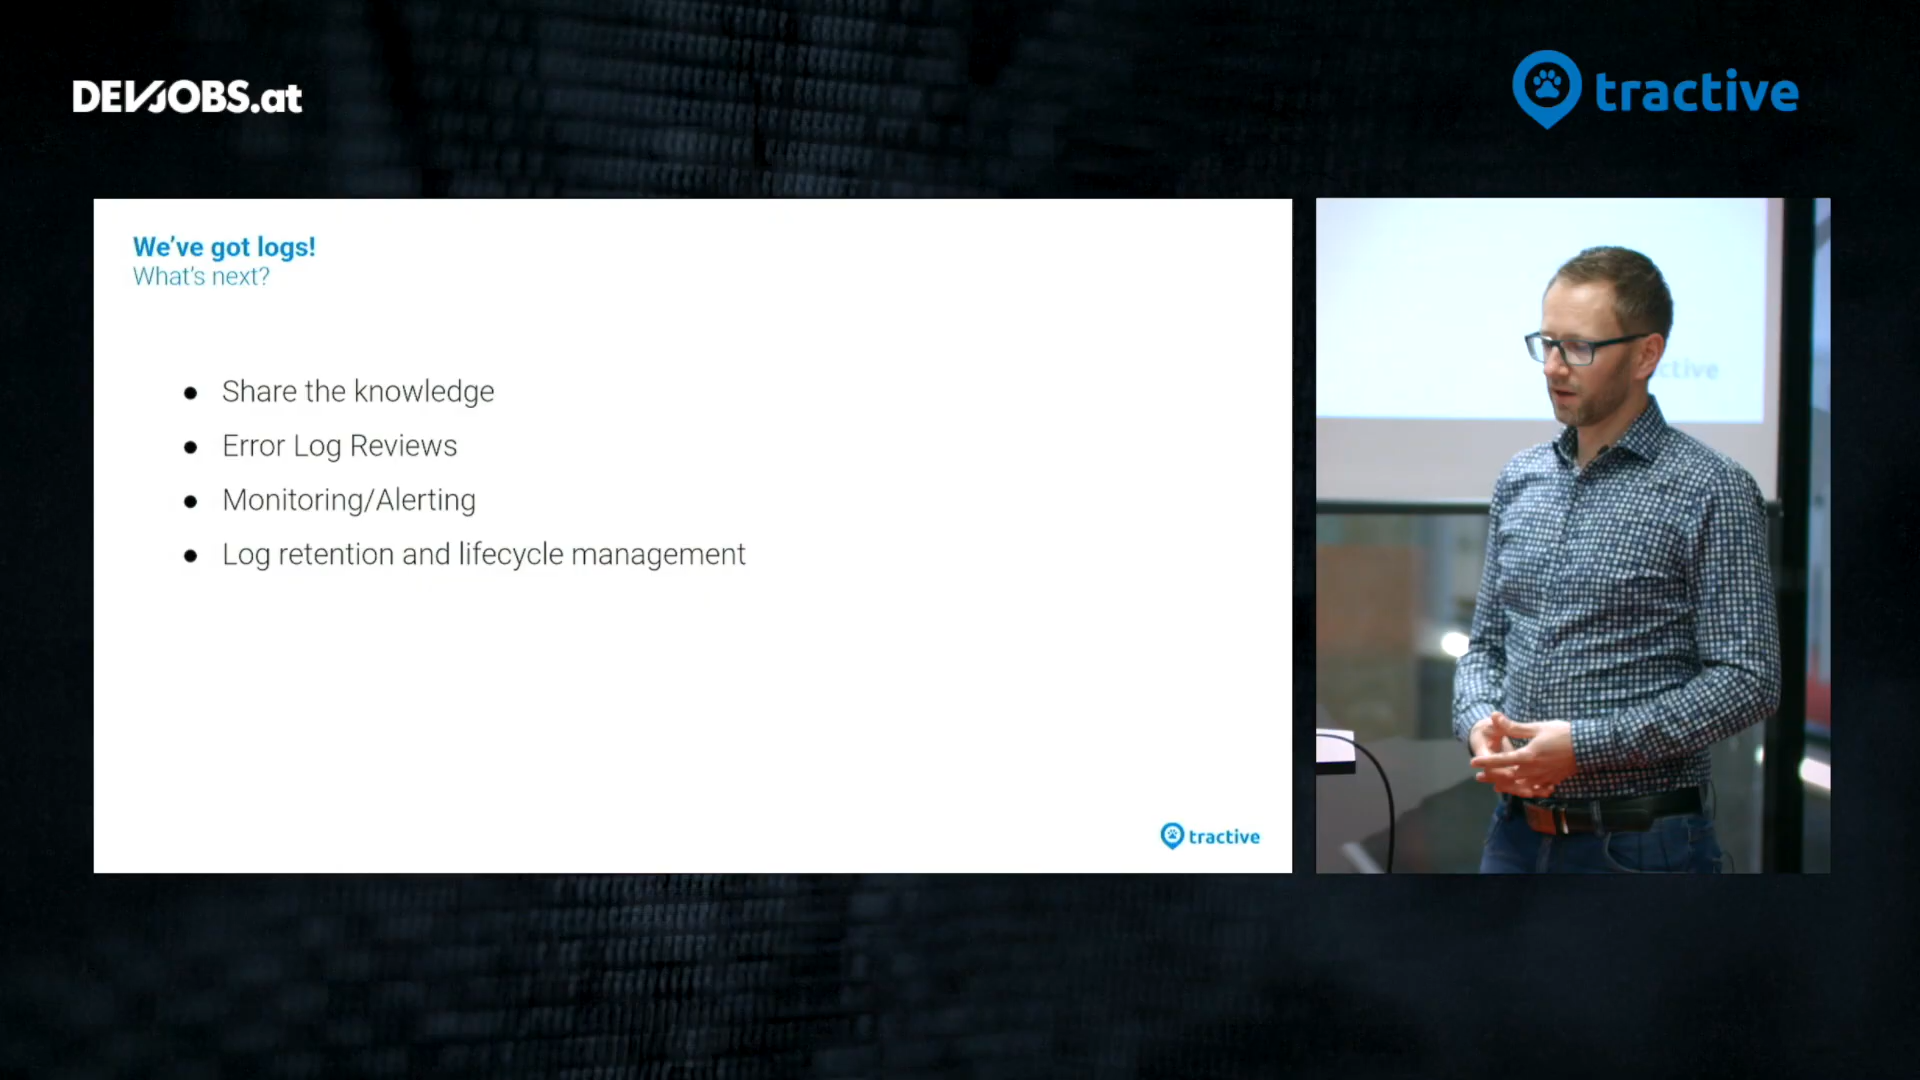 DEVJOBS.at
tractive
We've got logs!
What's next?
● Share the knowledge
● Error Log Reviews
● Monitoring/Alerting
● Log retention and lifecycle management
tractive
ctive